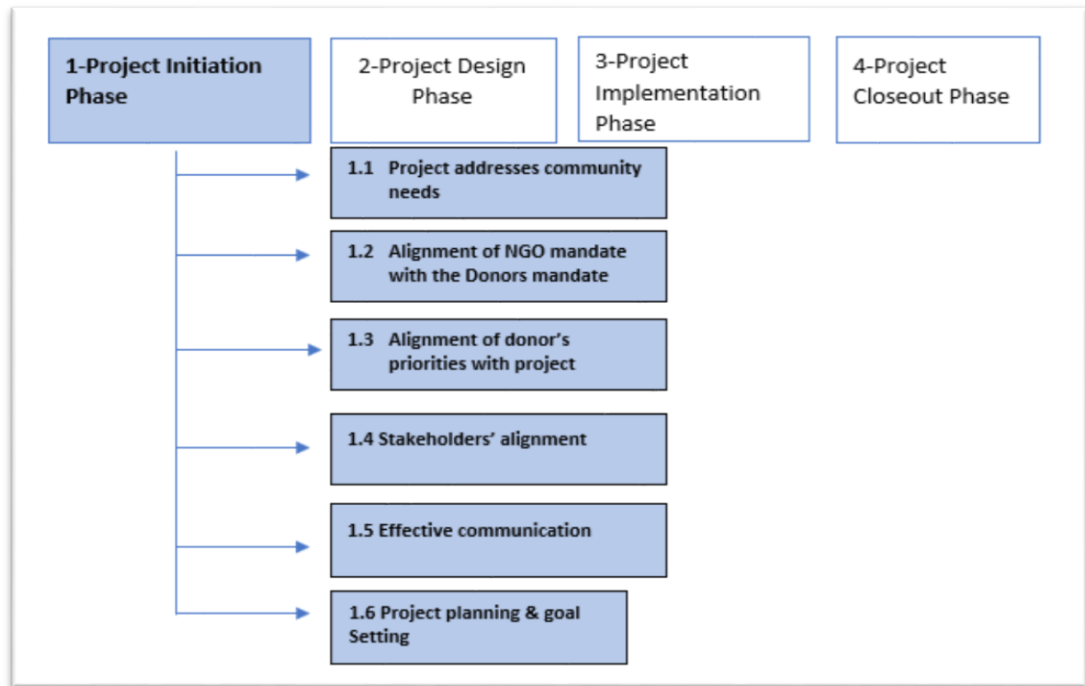 1-Project Initiation
Phase
2-Project Design
Phase
3-Project
Implementation
Phase
4-Project
Closeout Phase
1.1 Project addresses community
needs
1.2 Alignment of NGO mandate
with the Donors mandate
1.3 Alignment of donor’s
priorities with project
1.4 Stakeholders’ alignment
1.5 Effective communication
1.6 Project planning & goal
Setting